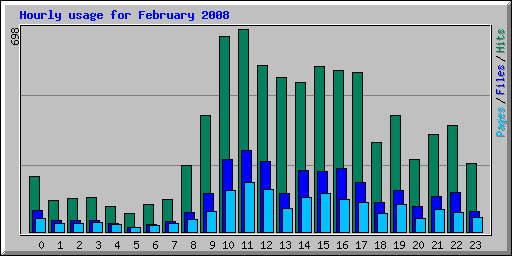 Hourly usage for February 2008
698
Pages / Files / Hits
0 1 2 3 4 5 6 7 8 9 10 11 12 13 14 15 16 17 18 19 20 21 22 23